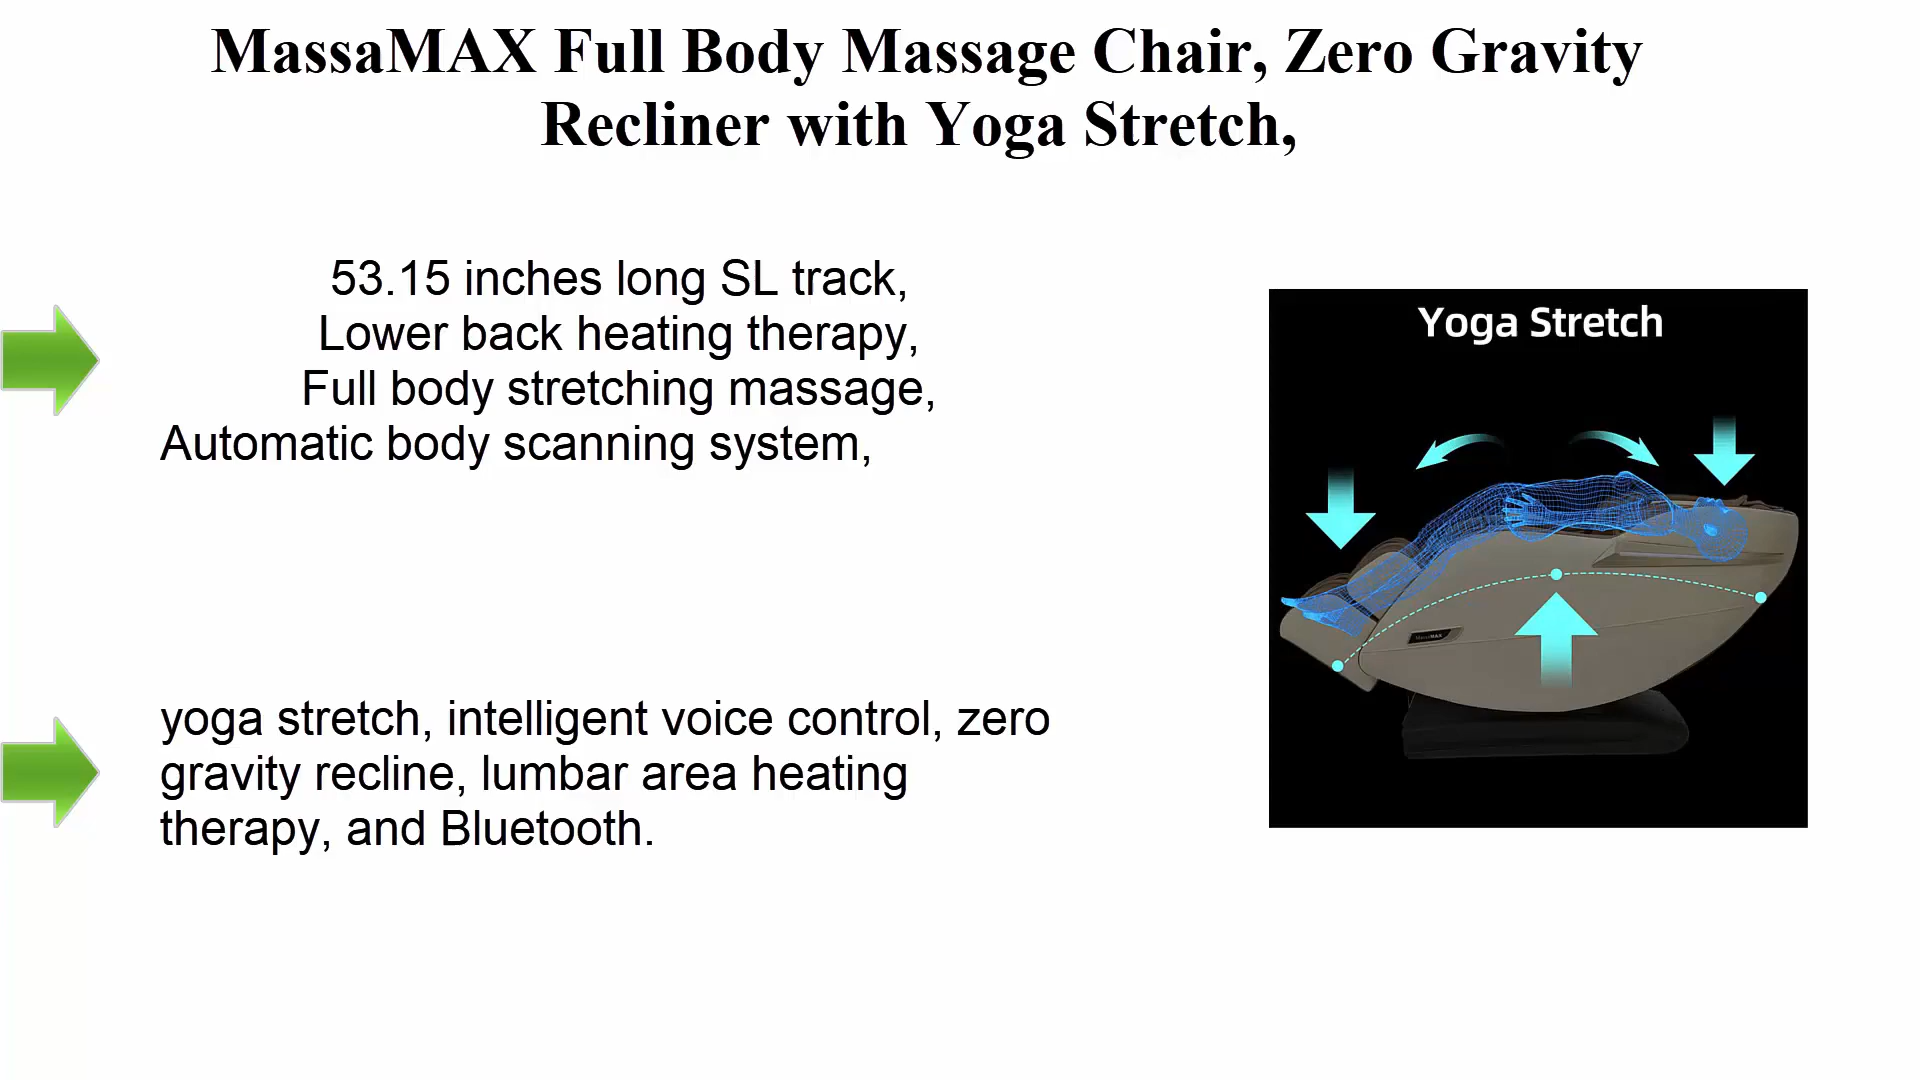 MassaMAX Full Body Massage Chair, Zero Gravity
Recliner with Yoga Stretch,
53.15 inches long SL track,
Lower back heating therapy,
Full body stretching massage,
Automatic body scanning system,
Yoga Stretch
MassaMAX
yoga stretch, intelligent voice control, zero
gravity recline, lumbar area heating
therapy, and Bluetooth.